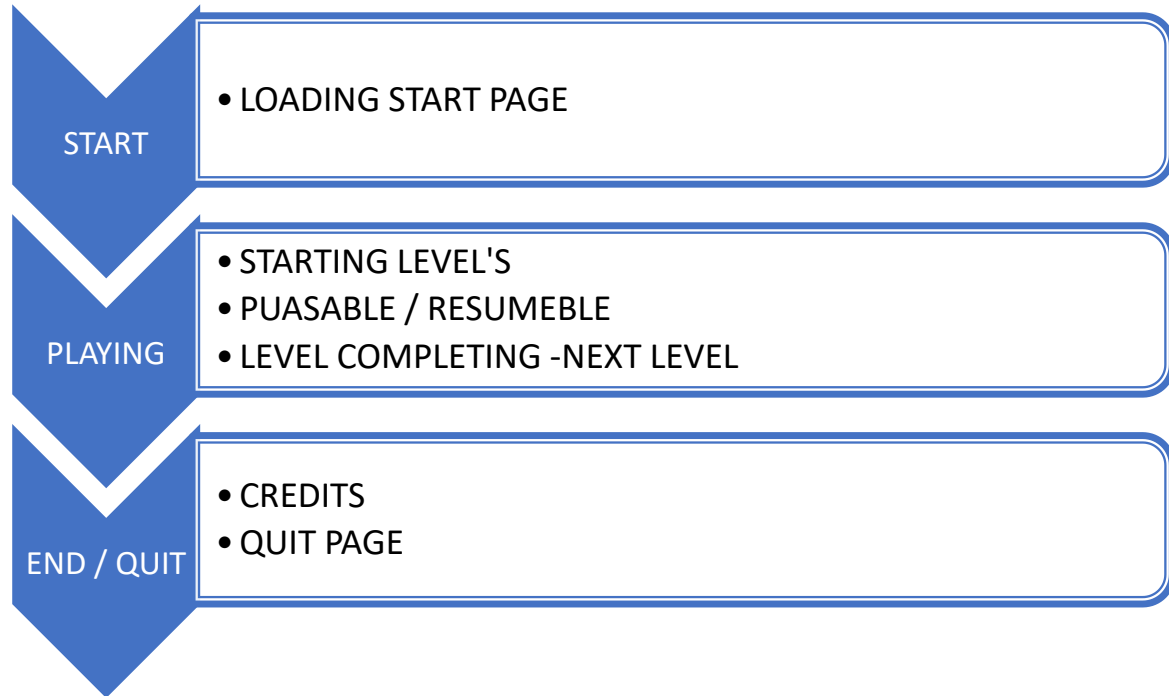 START
• LOADING START PAGE
PLAYING
• STARTING LEVEL'S
• PUASABLE / RESUMEBLE
• LEVEL COMPLETING -NEXT LEVEL
END / QUIT
• CREDITS
• QUIT PAGE